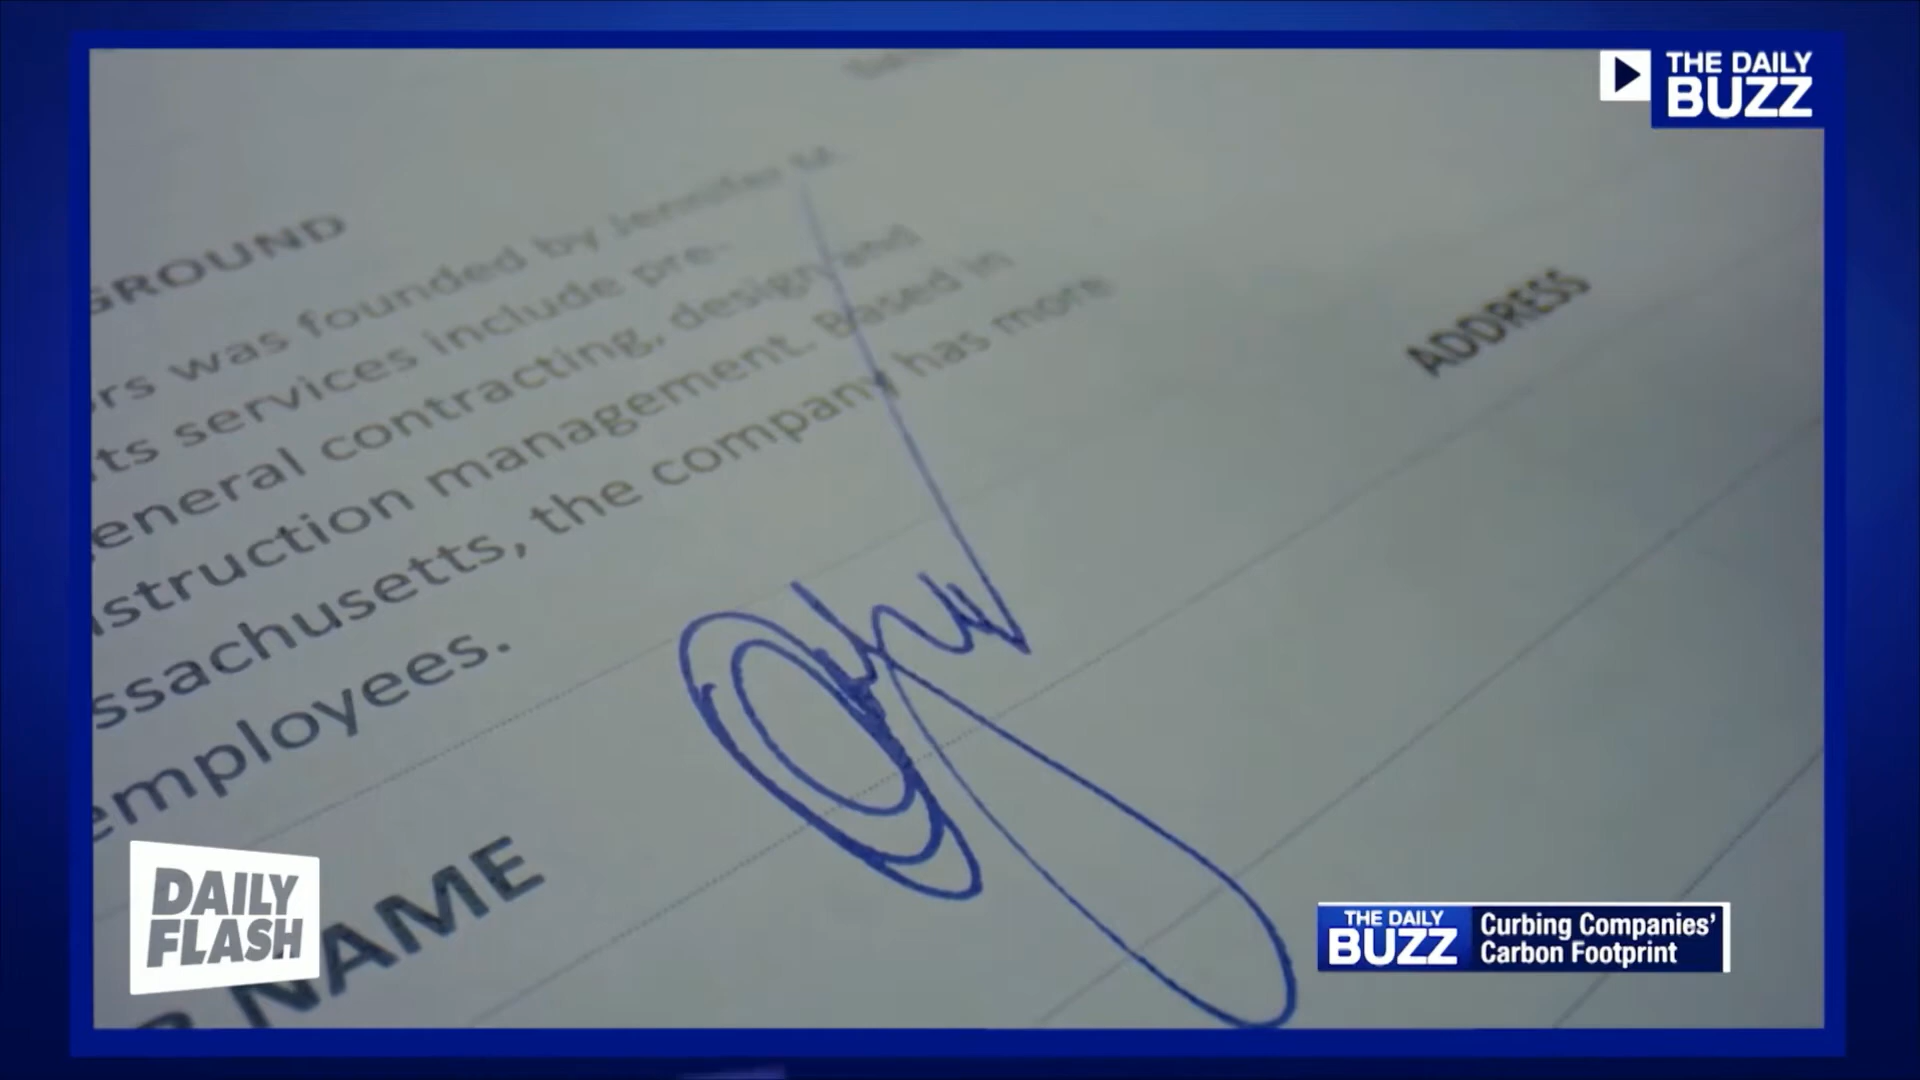 THE DAILY
BUZZ
GROUND
rs was founded by Jennifer M.
ts services include pre-
eneral contracting, design and
nstruction management. Based in
ssachusetts, the company has more
employees.
ADDRESS
NAME
DAILY
FLASH
THE DAILY
BUZZ
Curbing Companies'
Carbon Footprint